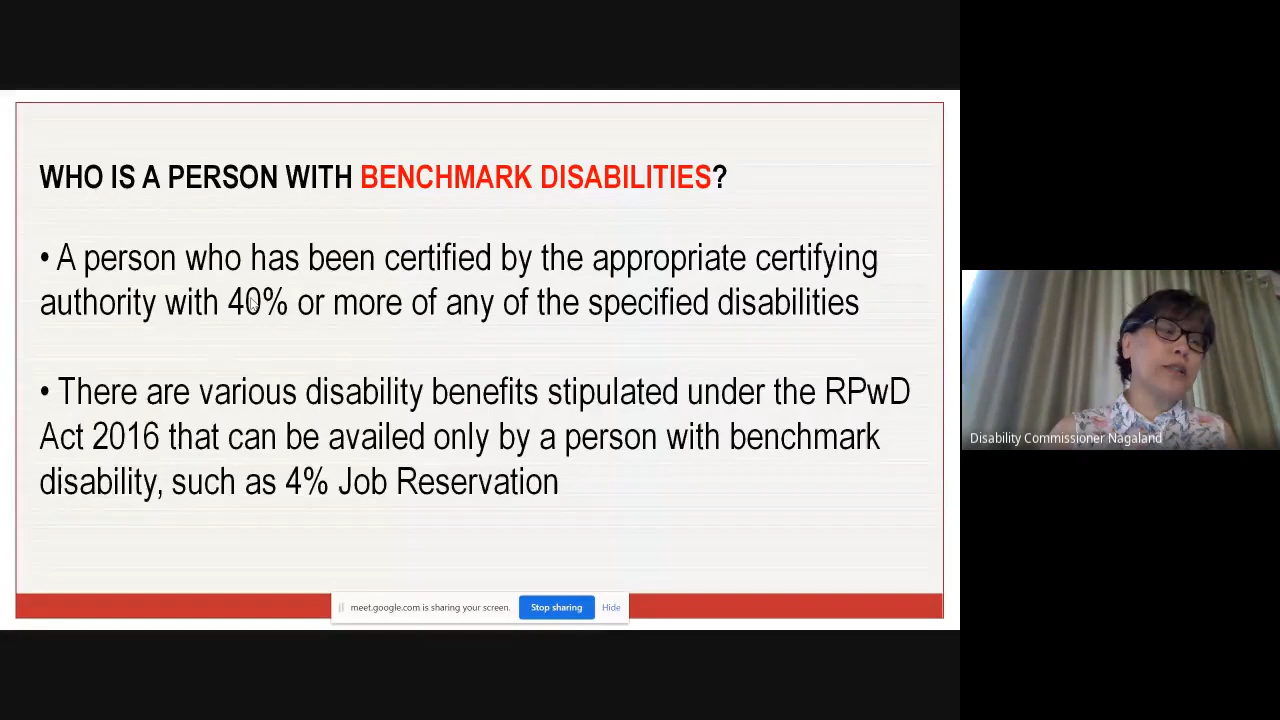 WHO IS A PERSON WITH BENCHMARK DISABILITIES?
• A person who has been certified by the appropriate certifying
authority with 40% or more of any of the specified disabilities
• There are various disability benefits stipulated under the RPwD
Act 2016 that can be availed only by a person with benchmark
disability, such as 4% Job Reservation
meet.google.com is sharing your screen. Stop sharing Hide
Disability Commissioner Nagaland